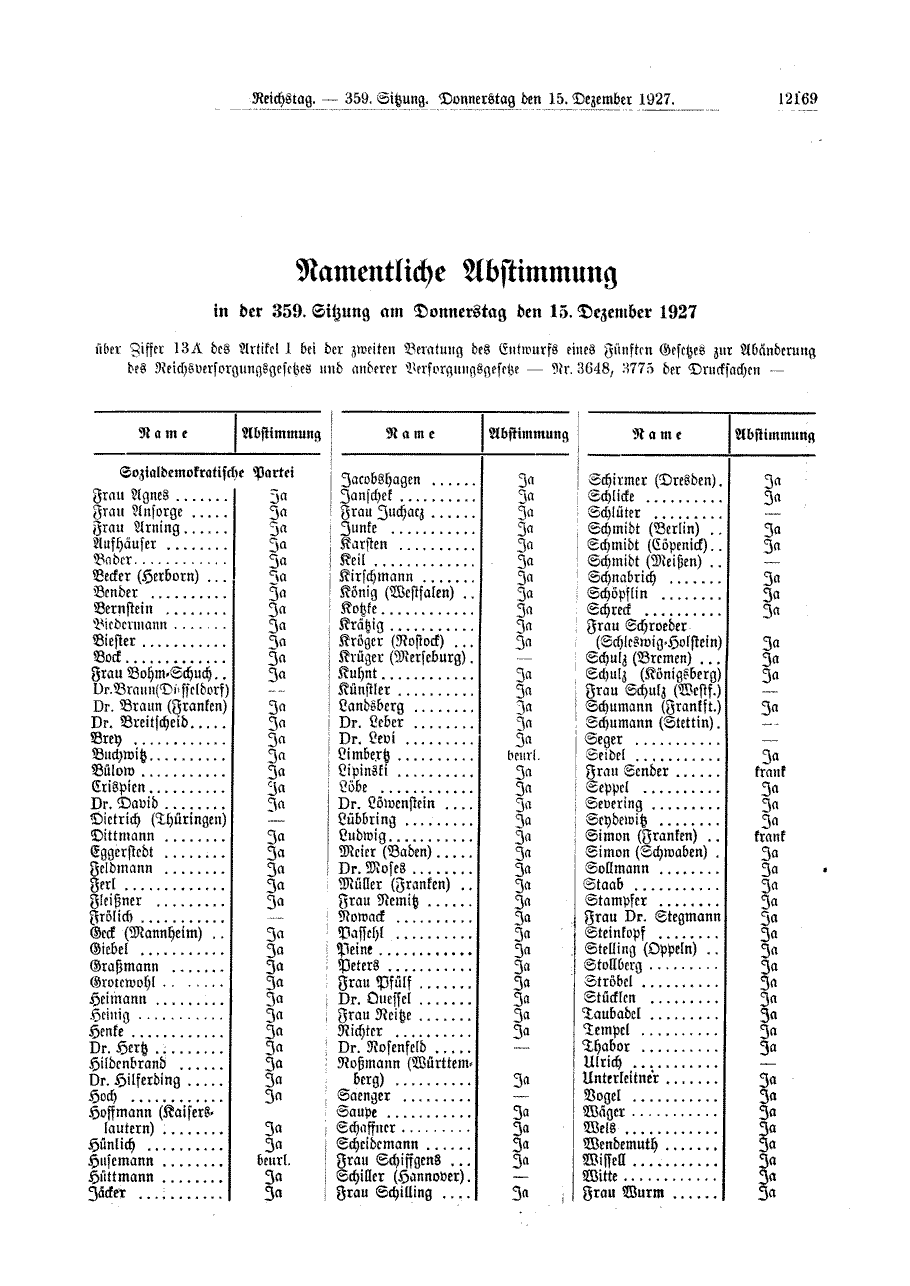 Reichstag. — 359. Sitzung. Donnerstag den 15. Dezember 1927.
12169
Namentliche Abstimmung
in der 359. Sitzung am Donnerstag den 15. Dezember 1927
über Ziffer 13A des Artikel 1 bei der zweiten Beratung des Entwurfs eines Fünften Gesetzes zur Abänderung
des Reichsversorgungsgesetzes und anderer Versorgungsgesetze — Nr. 3648, 3775 der Drucksachen —
Name Abstimmung
Sozialdemokratische Partei
Frau Agnes ....... Ja
Frau Ansorge ..... Ja
Frau Arning ...... Ja
Aufhäuser ........ Ja
Bader ............ Ja
Becker (Herborn) ... Ja
Bender .......... Ja
Bernstein ........ Ja
Biedermann ....... Ja
Biester ........... Ja
Bock ............. Ja
Frau Bohm-Schuch .. Ja
Dr. Braun (Düsseldorf) —
Dr. Braun (Franken) Ja
Dr. Breitscheid ..... Ja
Brey ............ Ja
Buchwitz .......... Ja
Bülow ........... Ja
Crispien .......... Ja
Dr. David ........ Ja
Dietrich (Thüringen) —
Dittmann ........ Ja
Eggerstedt ........ Ja
Feldmann ........ Ja
Ferl ............. Ja
Fleißner ......... Ja
Frölich ........... —
Geck (Mannheim) .. Ja
Giebel ........... Ja
Graßmann ....... Ja
Grotewohl ........ Ja
Heimann ......... Ja
Heinig ........... Ja
Henke ............ Ja
Dr. Hertz ......... Ja
Hildenbrand ...... Ja
Dr. Hilferding ..... Ja
Hoch ............ Ja
Hoffmann (Kaisers-
lautern) ........ Ja
Hünlich .......... Ja
Husemann ........ beurl.
Hüttmann ........ Ja
Jäcker ........... Ja
Name Abstimmung
Jacobshagen ...... Ja
Janschek .......... Ja
Frau Juchacz ...... Ja
Junke ........... Ja
Karsten .......... Ja
Keil ............. Ja
Kirschmann ....... Ja
König (Westfalen) .. Ja
Kotzke ............ Ja
Krätzig ........... Ja
Kröger (Rostock) ... Ja
Krüger (Merseburg) . —
Kuhnt ............ Ja
Künstler .......... Ja
Landsberg ........ Ja
Dr. Leber ......... Ja
Dr. Levi .......... Ja
Limbertz .......... beurl.
Lipinski .......... Ja
Löbe ............ Ja
Dr. Löwenstein .... Ja
Lübbring ......... Ja
Ludwig ........... Ja
Meier (Baden) ..... Ja
Dr. Moses ........ Ja
Müller (Franken) .. Ja
Frau Nemitz ...... Ja
Nowack .......... Ja
Passehl .......... Ja
Peine ............ Ja
Peters ........... Ja
Frau Pfülf ....... Ja
Dr. Quessel ....... Ja
Frau Reitze ....... Ja
Richter .......... Ja
Dr. Rosenfeld ..... —
Roßmann (Württem-
berg) .......... Ja
Saenger .......... —
Saupe ........... Ja
Schaffner ......... Ja
Scheidemann ...... Ja
Frau Schiffgens ... Ja
Schiller (Hannover) . —
Frau Schilling .... Ja
Name Abstimmung
Schirmer (Dresden) . Ja
Schlicke .......... Ja
Schlüter ......... —
Schmidt (Berlin) .. Ja
Schmidt (Cöpenick) .. Ja
Schmidt (Meißen) .. —
Schnabrich ....... Ja
Schöpflin ........ Ja
Schreck .......... Ja
Frau Schroeder
(Schleswig-Holstein) Ja
Schulz (Bremen) ... Ja
Schulz (Königsberg) Ja
Frau Schulz (Westf.) —
Schumann (Frankft.) Ja
Schumann (Stettin) . —
Seger ........... —
Seidel ........... Ja
Frau Sender ...... krank
Seppel .......... Ja
Severing ......... Ja
Seydewitz ........ Ja
Simon (Franken) .. krank
Simon (Schwaben) . Ja
Sollmann ........ Ja
Staab ........... Ja
Stampfer ........ Ja
Frau Dr. Stegmann Ja
Steinkopf ........ Ja
Stelling (Oppeln) .. Ja
Stollberg ......... Ja
Ströbel .......... Ja
Stücklen ......... Ja
Taubadel ......... Ja
Tempel .......... Ja
Thabor .......... Ja
Ulrich ........... —
Unterleitner ....... Ja
Vogel ........... Ja
Wäger ........... Ja
Wels ............ Ja
Wendemuth ....... Ja
Wissell ........... Ja
Witte ............ Ja
Frau Wurm ...... Ja